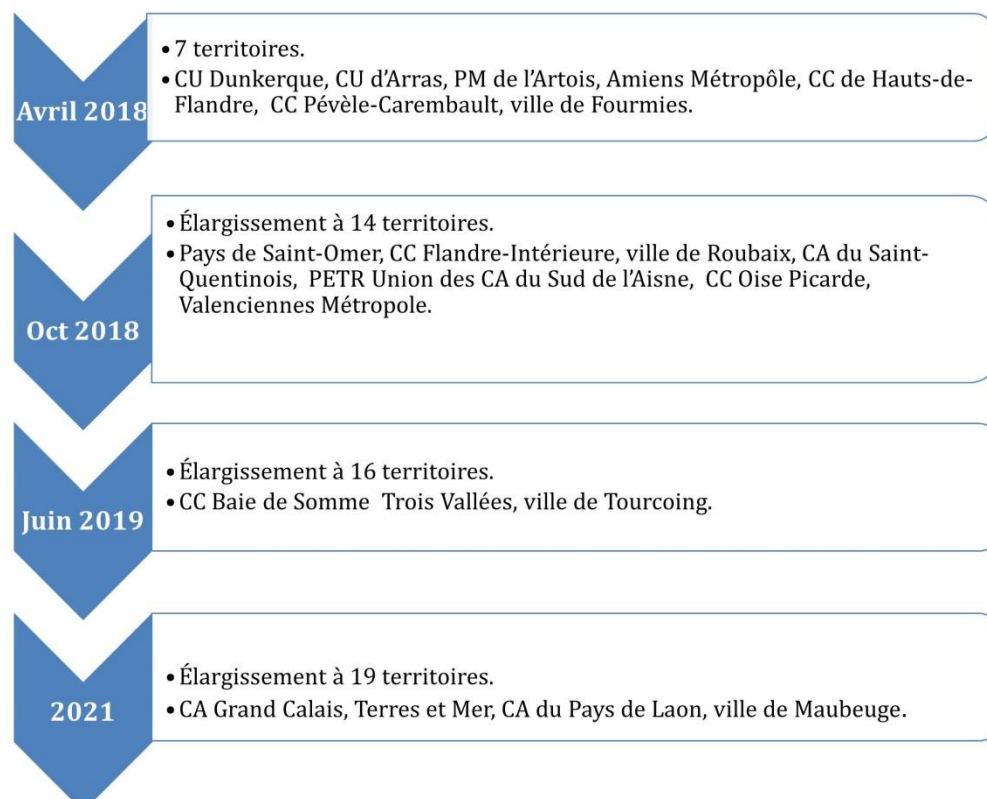 Avril 2018
• 7 territoires.
• CU Dunkerque, CU d'Arras, PM de l'Artois, Amiens Métropôle, CC de Hauts-de-
Flandre, CC Pévèle-Carembault, ville de Fourmies.
Oct 2018
• Élargissement à 14 territoires.
• Pays de Saint-Omer, CC Flandre-Intérieure, ville de Roubaix, CA du Saint-
Quentinois, PETR Union des CA du Sud de l'Aisne, CC Oise Picarde,
Valenciennes Métropole.
Juin 2019
• Élargissement à 16 territoires.
• CC Baie de Somme Trois Vallées, ville de Tourcoing.
2021
• Élargissement à 19 territoires.
• CA Grand Calais, Terres et Mer, CA du Pays de Laon, ville de Maubeuge.